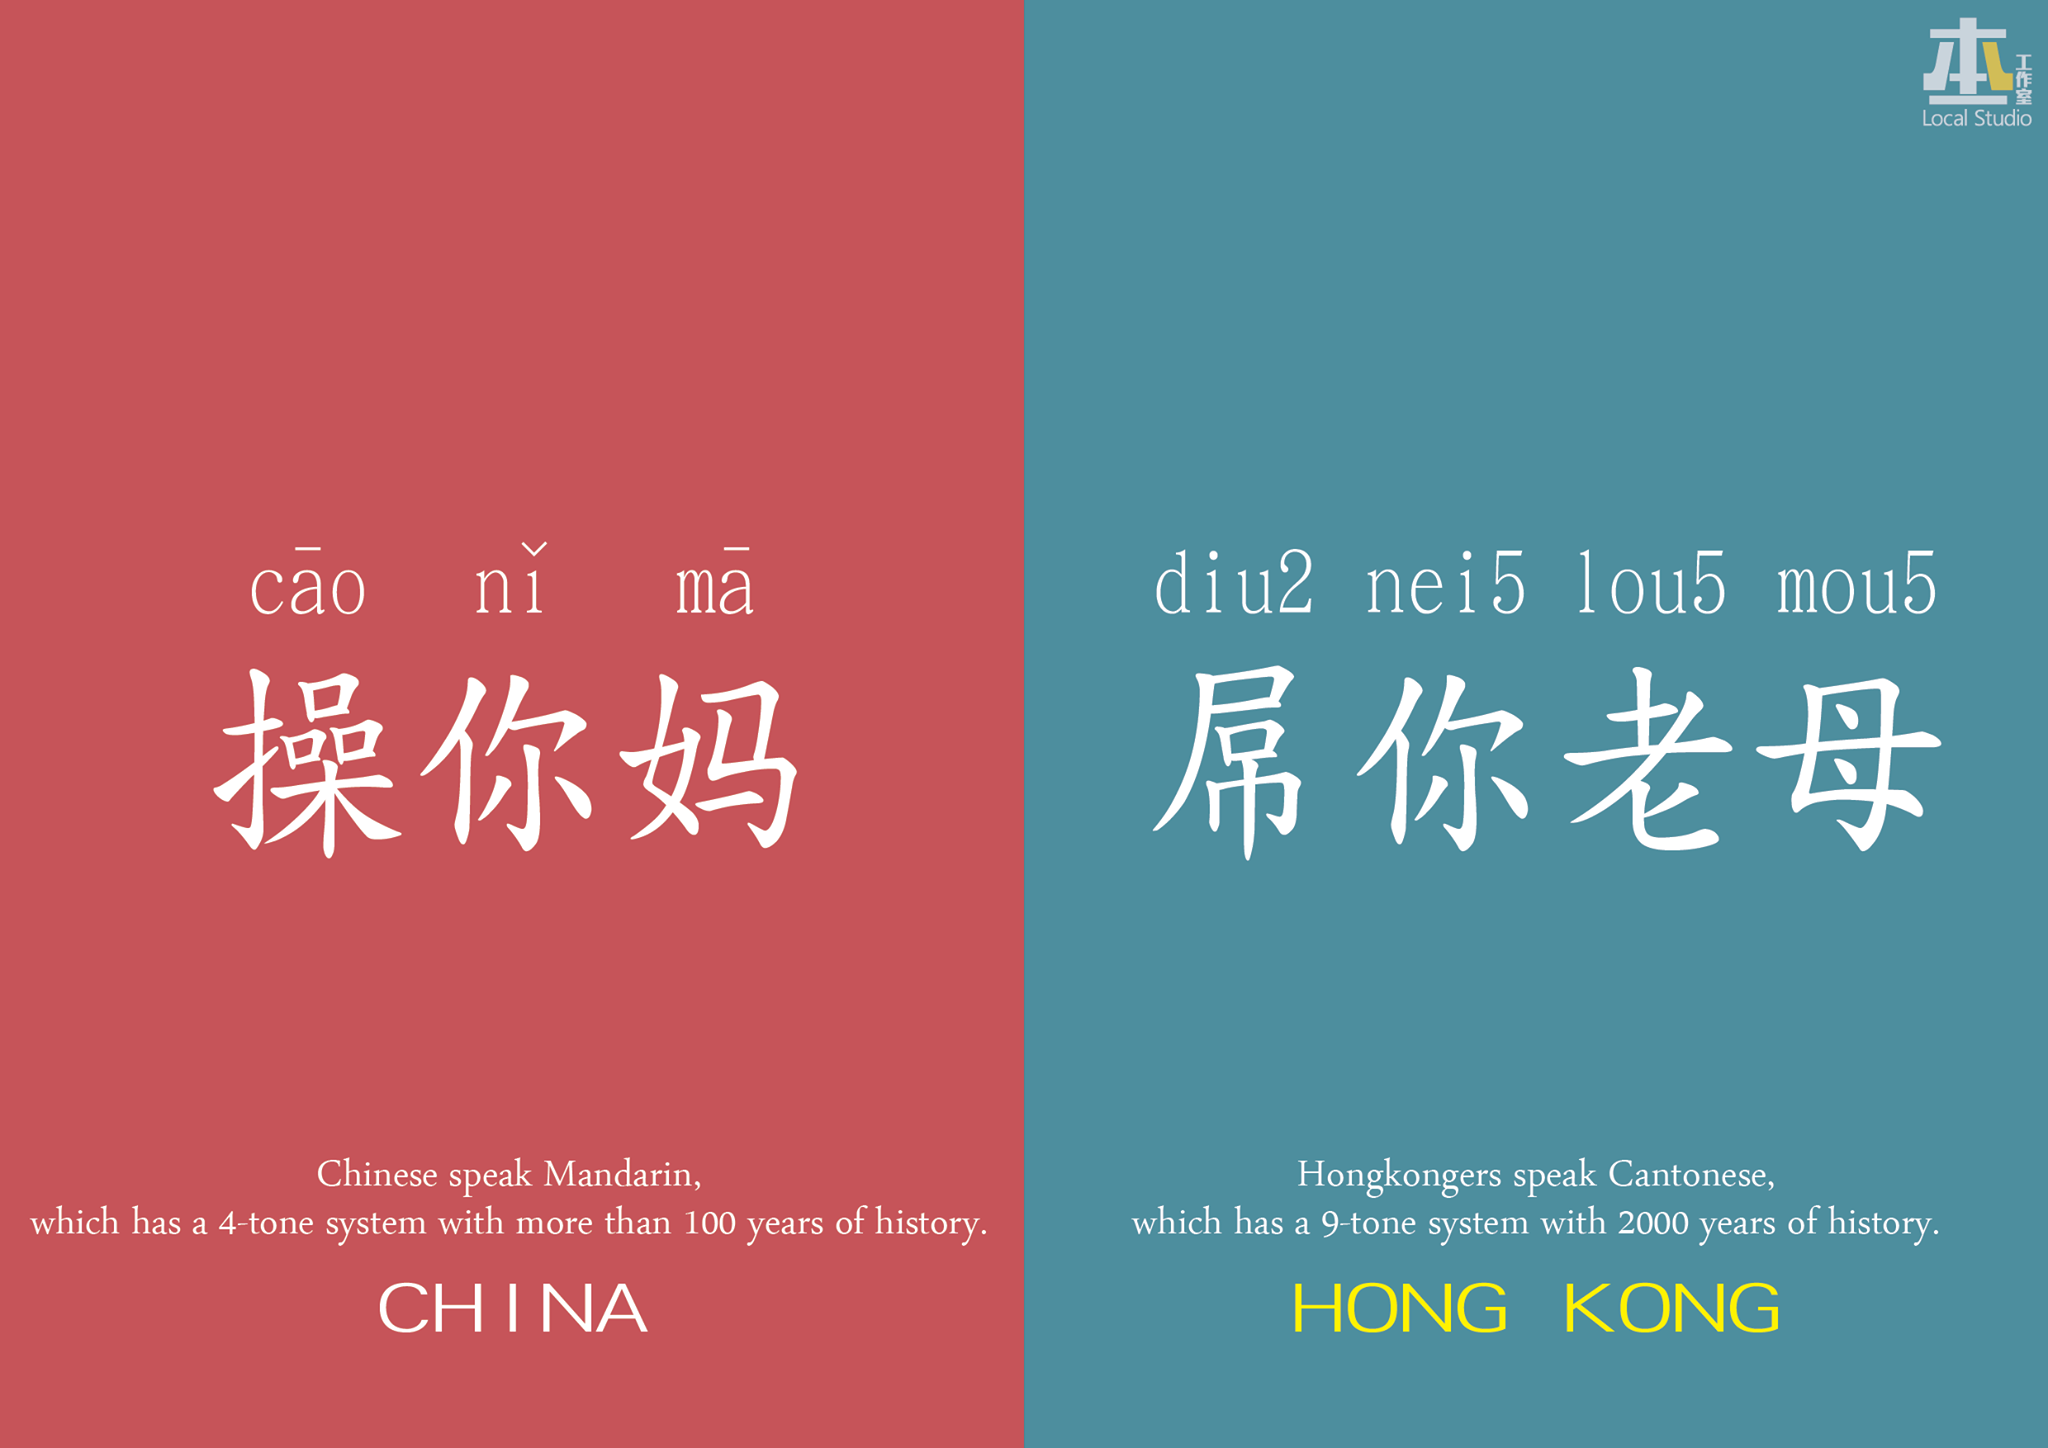 本
工作室
Local Studio
cāo nǐ mā
操你妈
Chinese speak Mandarin,
which has a 4-tone system with more than 100 years of history.
CHINA
diu2 nei5 lou5 mou5
屌你老母
Hongkongers speak Cantonese,
which has a 9-tone system with 2000 years of history.
HONG KONG